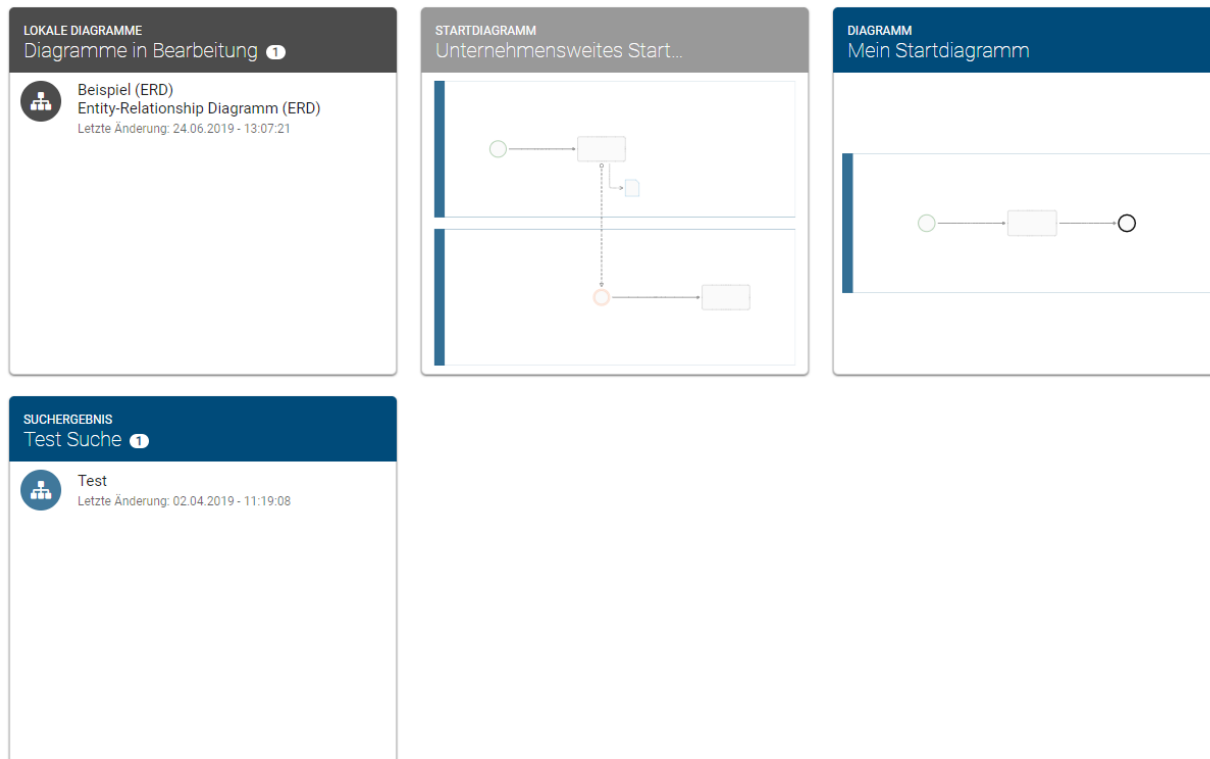 LOKALE DIAGRAMME
Diagramme in Bearbeitung 1
Beispiel (ERD)
Entity-Relationship Diagramm (ERD)
Letzte Änderung: 24.06.2019 - 13:07:21
STARTDIAGRAMM
Unternehmensweites Start...
DIAGRAMM
Mein Startdiagramm
SUCHERGEBNIS
Test Suche 1
Test
Letzte Änderung: 02.04.2019 - 11:19:08